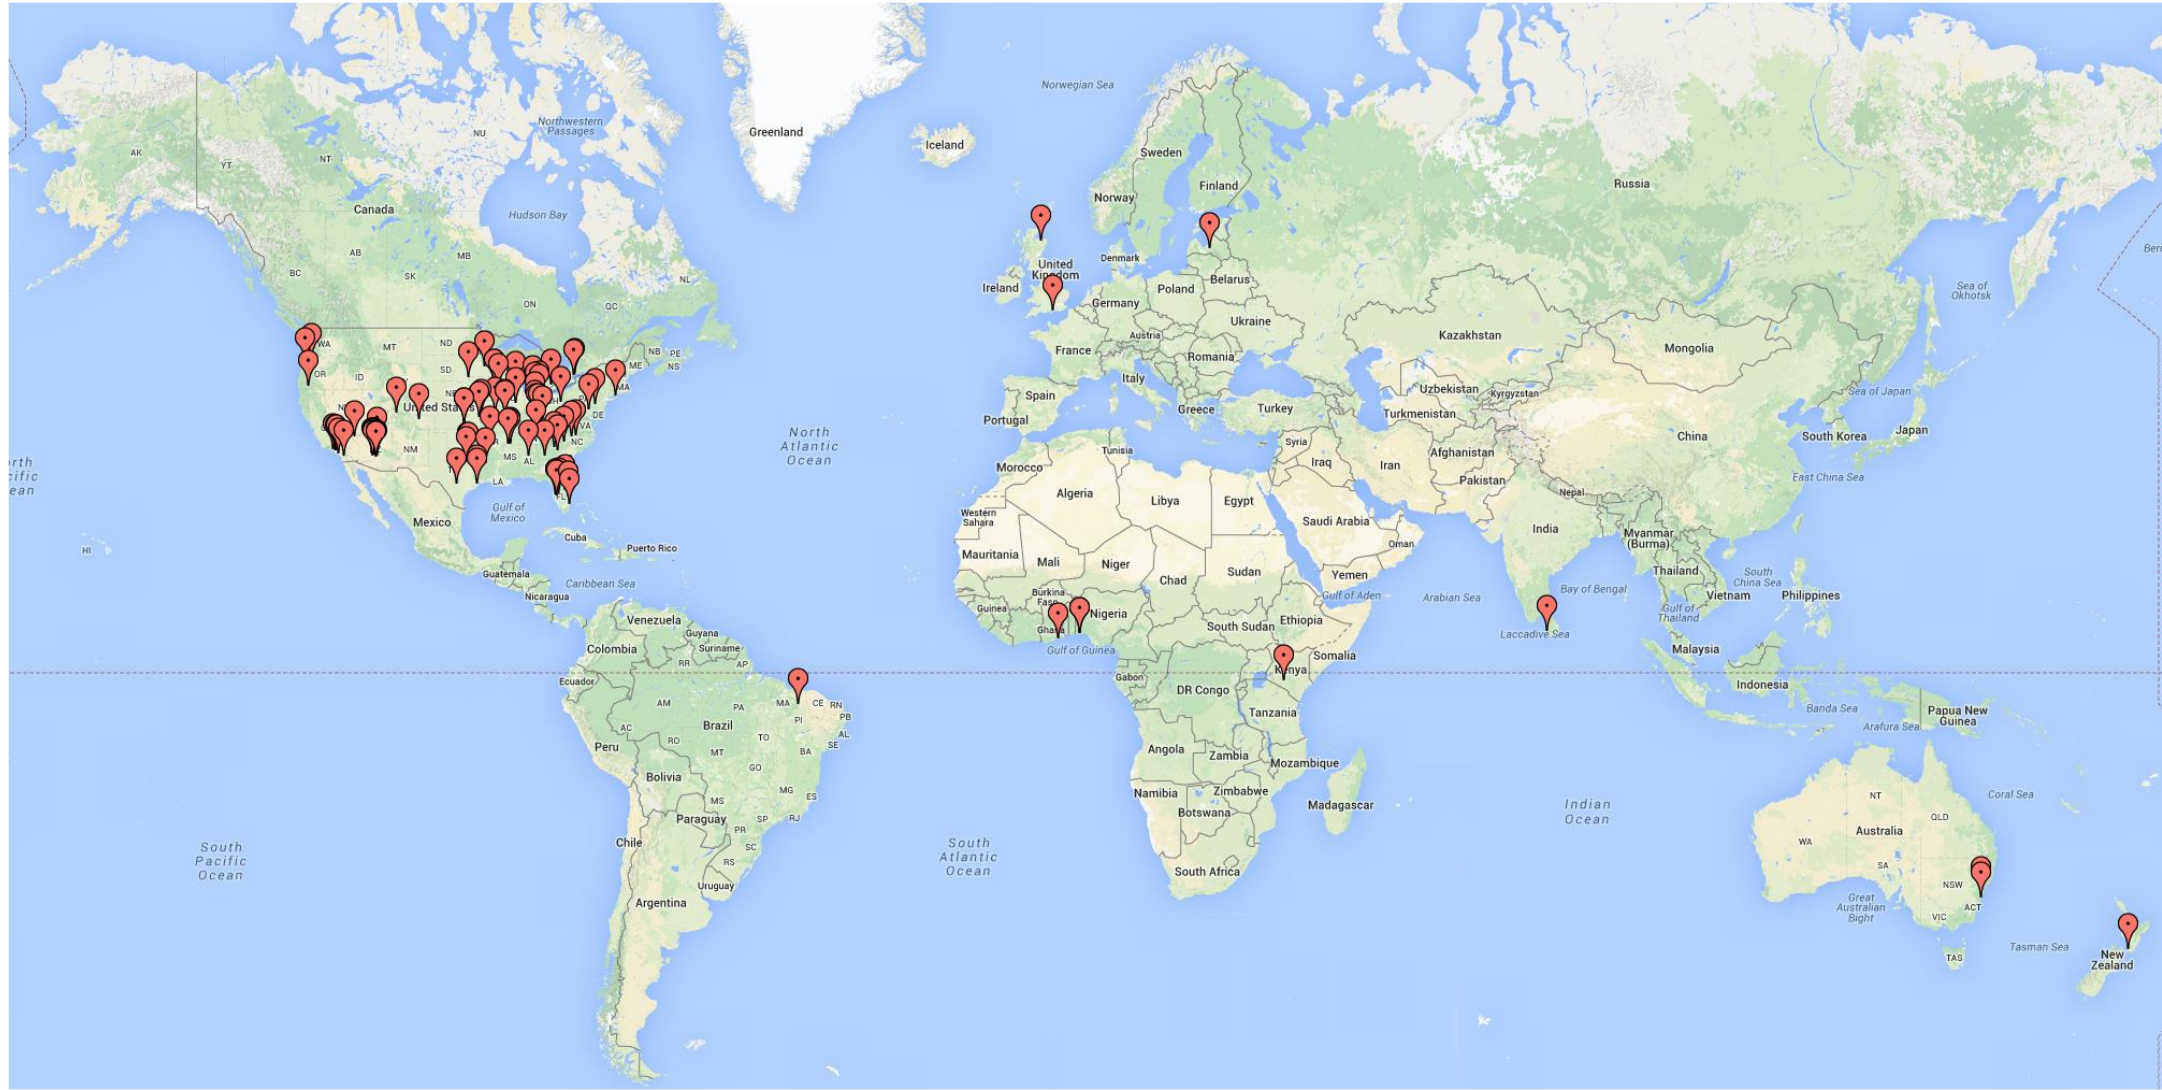 Norwegian Sea
Greenland
Northwestern
Passages
NU
Iceland
AK
YT
NT
Sweden
Finland
Russia
Norway
Canada
Hudson Bay
AB
MB
SK
BC
NL
ON
QC
United
Kingdom
Denmark
Ireland
Belarus
Poland
Germany
Ukraine
Austria
France
Romania
Italy
Kazakhstan
Mongolia
Sea of
Okhotsk
Beri
WA
MT
ND
NB
PE
NS
ME
OR
ID
SD
MA
NE
United States
DE
VA
NC
NM
MS
AL
LA
FL
Spain
Portugal
Greece
Turkey
Uzbekistan
Kyrgyzstan
Turkmenistan
Sea of Japan
China
South Korea
Japan
Syria
Iraq
Iran
Afghanistan
Pakistan
Nepal
East China Sea
North
Atlantic
Ocean
orth
cific
ean
Tunisia
Morocco
Algeria
Libya
Egypt
Western
Sahara
Saudi Arabia
India
Myanmar
(Burma)
Oman
Gulf of
Mexico
Mexico
HI
Cuba
Puerto Rico
Mauritania
Mali
Niger
Chad
Sudan
Yemen
Gulf of Aden
Thailand
South
China Sea
Guatemala
Caribbean Sea
Nicaragua
Burkina
Faso
Guinea
Nigeria
Ghana
Gulf of Guinea
South Sudan
Ethiopia
Arabian Sea
Bay of Bengal
Vietnam
Philippines
Gulf of
Thailand
Laccadive Sea
Venezuela
Guyana
Suriname
Colombia
RR
AP
Somalia
Malaysia
Kenya
Ecuador
Gabon
DR Congo
Indonesia
AM
PA
MA
CE
RN
PB
PI
AL
SE
Brazil
AC
TO
RO
BA
MT
Peru
Tanzania
Banda Sea
Papua New
Guinea
Arafura Sea
Angola
Zambia
Mozambique
GO
Bolivia
MG
ES
MS
Namibia
Zimbabwe
Botswana
Madagascar
Indian
Ocean
NT
Coral Sea
QLD
Paraguay
SP
RJ
PR
SC
RS
Chile
Australia
WA
SA
NSW
South
Pacific
Ocean
South
Atlantic
Ocean
South Africa
Uruguay
Argentina
Great
Australian
Bight
ACT
VIC
Tasman Sea
TAS
New
Zealand